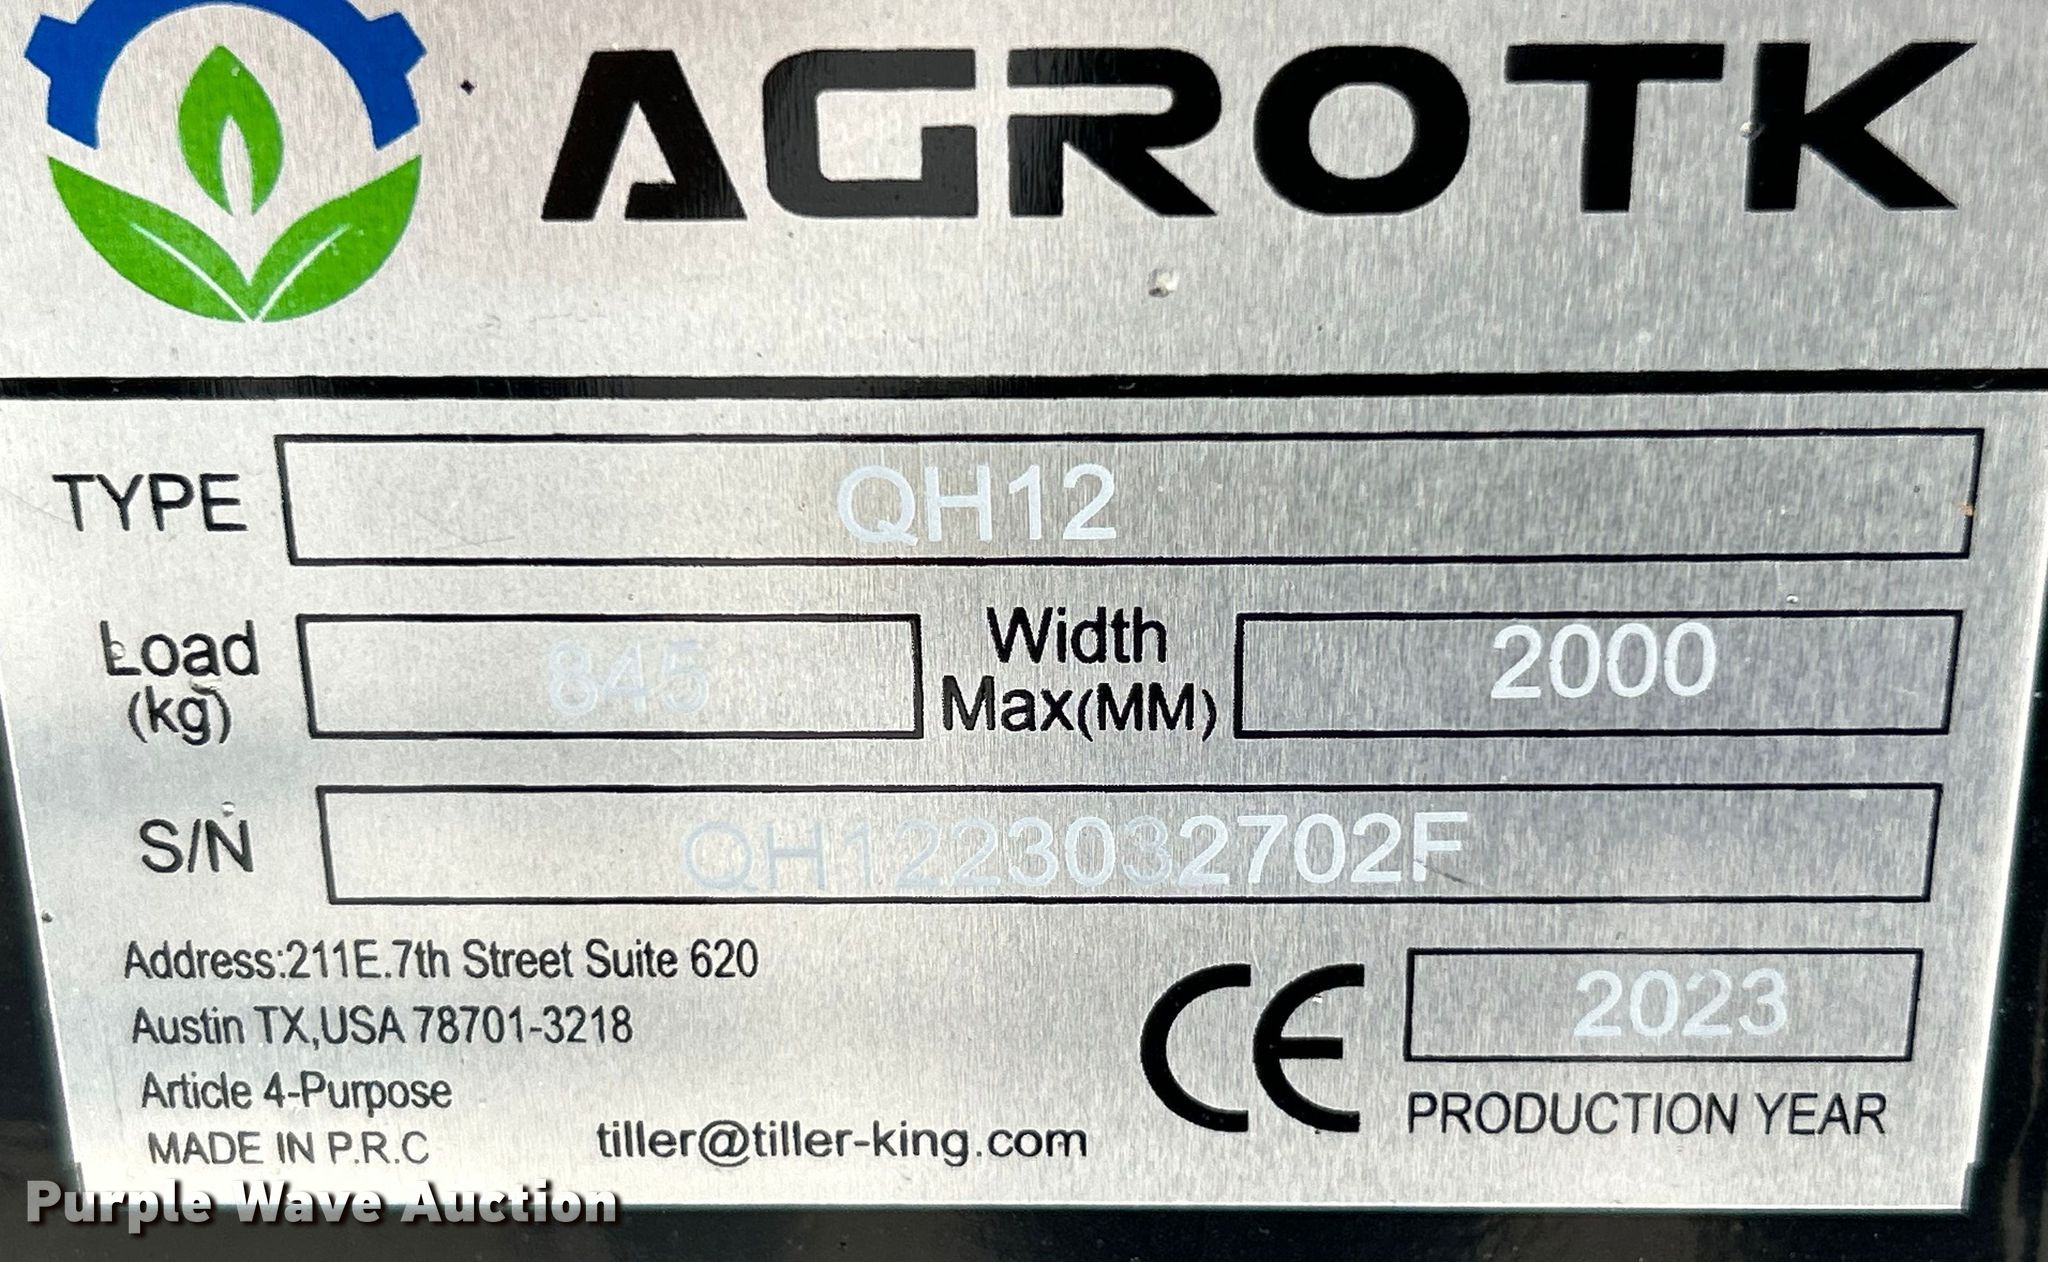 AGROTK
TYPE QH12
Load (kg) 845 Width Max(MM) 2000
S/N QH1223032702F
Address:211E.7th Street Suite 620
Austin TX,USA 78701-3218
Article 4-Purpose
MADE IN P.R.C
tiller@tiller-king.com
CE
2023
PRODUCTION YEAR
Purple Wave Auction